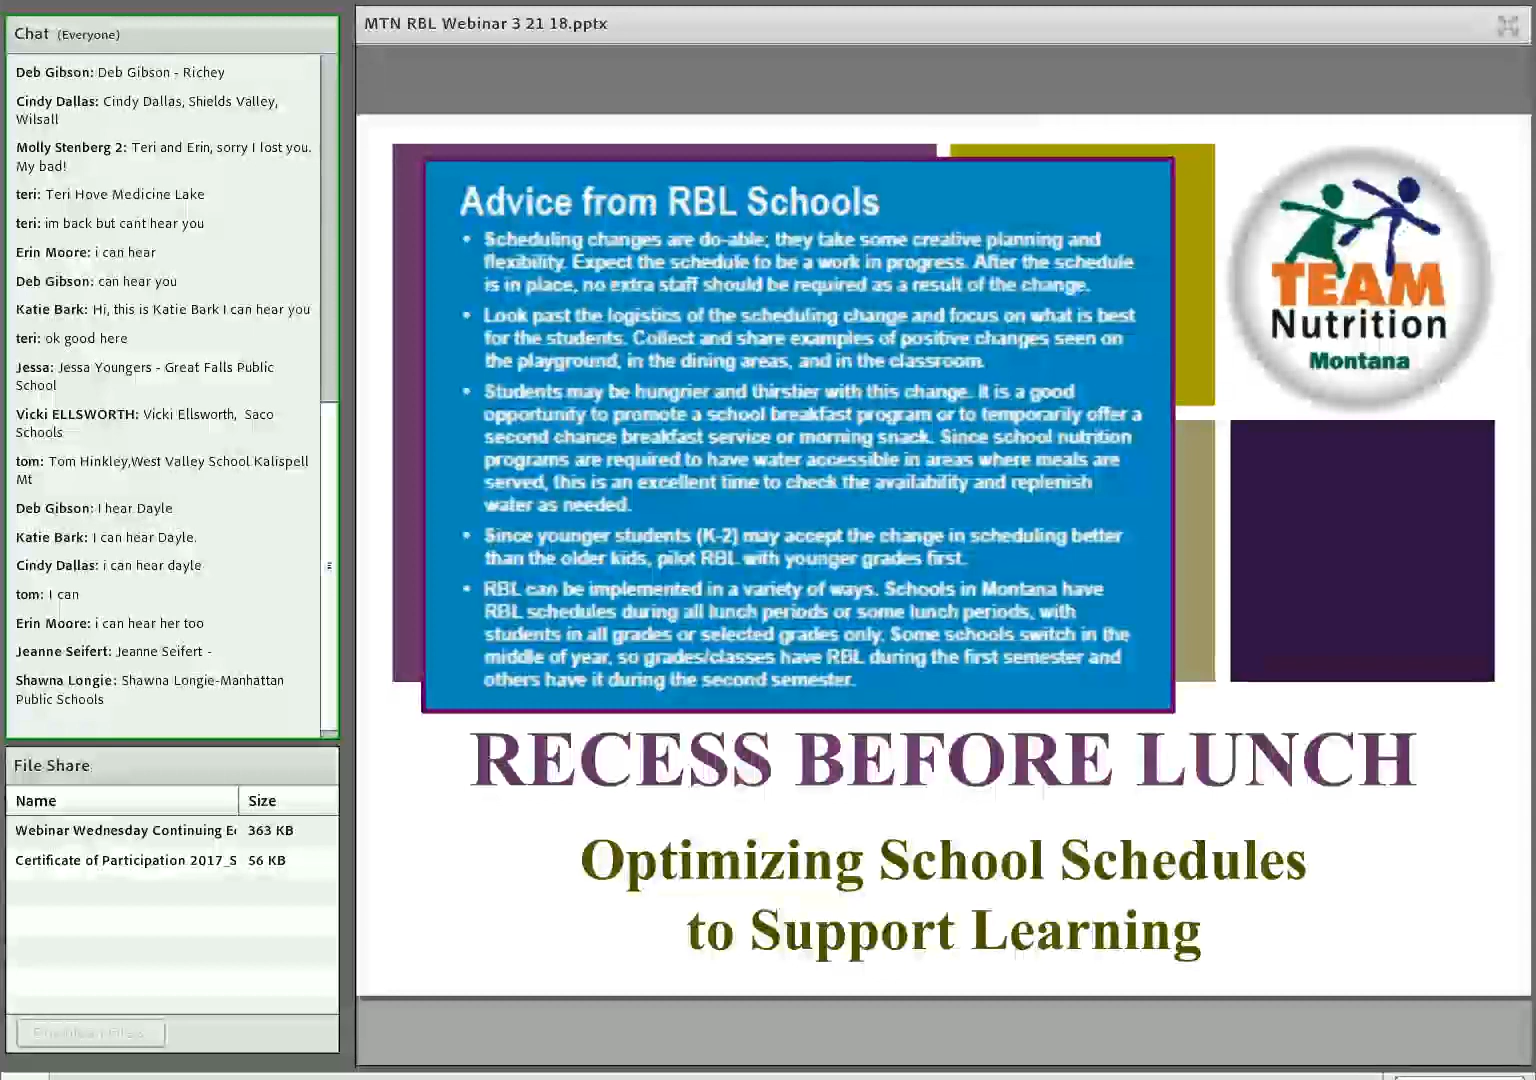 Chat (Everyone)
Deb Gibson: Deb Gibson - Richey
Cindy Dallas: Cindy Dallas, Shields Valley,
Wilsall
Molly Stenberg 2: Teri and Erin, sorry I lost you.
My bad!
teri: Teri Hove Medicine Lake
teri: im back but cant hear you
Erin Moore: i can hear
Deb Gibson: can hear you
Katie Bark: Hi, this is Katie Bark I can hear you
teri: ok good here
Jessa: Jessa Youngers - Great Falls Public
School
Vicki ELLSWORTH: Vicki Ellsworth, Saco
Schools
tom: Tom Hinkley,West Valley School Kalispell
Mt
Deb Gibson: I hear Dayle
Katie Bark: I can hear Dayle.
Cindy Dallas: i can hear dayle
tom: I can
Erin Moore: i can hear her too
Jeanne Seifert: Jeanne Seifert -
Shawna Longie: Shawna Longie-Manhattan
Public Schools
File Share
Name Size
Webinar Wednesday Continuing Ec 363 KB
Certificate of Participation 2017_S 56 KB
MTN RBL Webinar 3 21 18.pptx
Advice from RBL Schools
• Scheduling changes are do-able; they take some creative planning and
flexibility. Expect the schedule to be a work in progress. After the schedule
is in place, no extra staff should be required as a result of the change.
• Look past the logistics of the scheduling change and focus on what is best
for the students. Collect and share examples of positive changes seen on
the playground, in the dining areas, and in the classroom.
• Students may be hungrier and thirstier with this change. It is a good
opportunity to promote a school breakfast program or to temporarily offer a
second chance breakfast service or morning snack. Since school nutrition
programs are required to have water accessible in areas where meals are
served, this is an excellent time to check the availability and replenish
water as needed.
• Since younger students (K-2) may accept the change in scheduling better
than the older kids, pilot RBL with younger grades first.
• RBL can be implemented in a variety of ways. Schools in Montana have
RBL schedules during all lunch periods or some lunch periods, with
students in all grades or selected grades only. Some schools switch in the
middle of year, so grades/classes have RBL during the first semester and
others have it during the second semester.
TEAM
Nutrition
Montana
RECESS BEFORE LUNCH
Optimizing School Schedules
to Support Learning